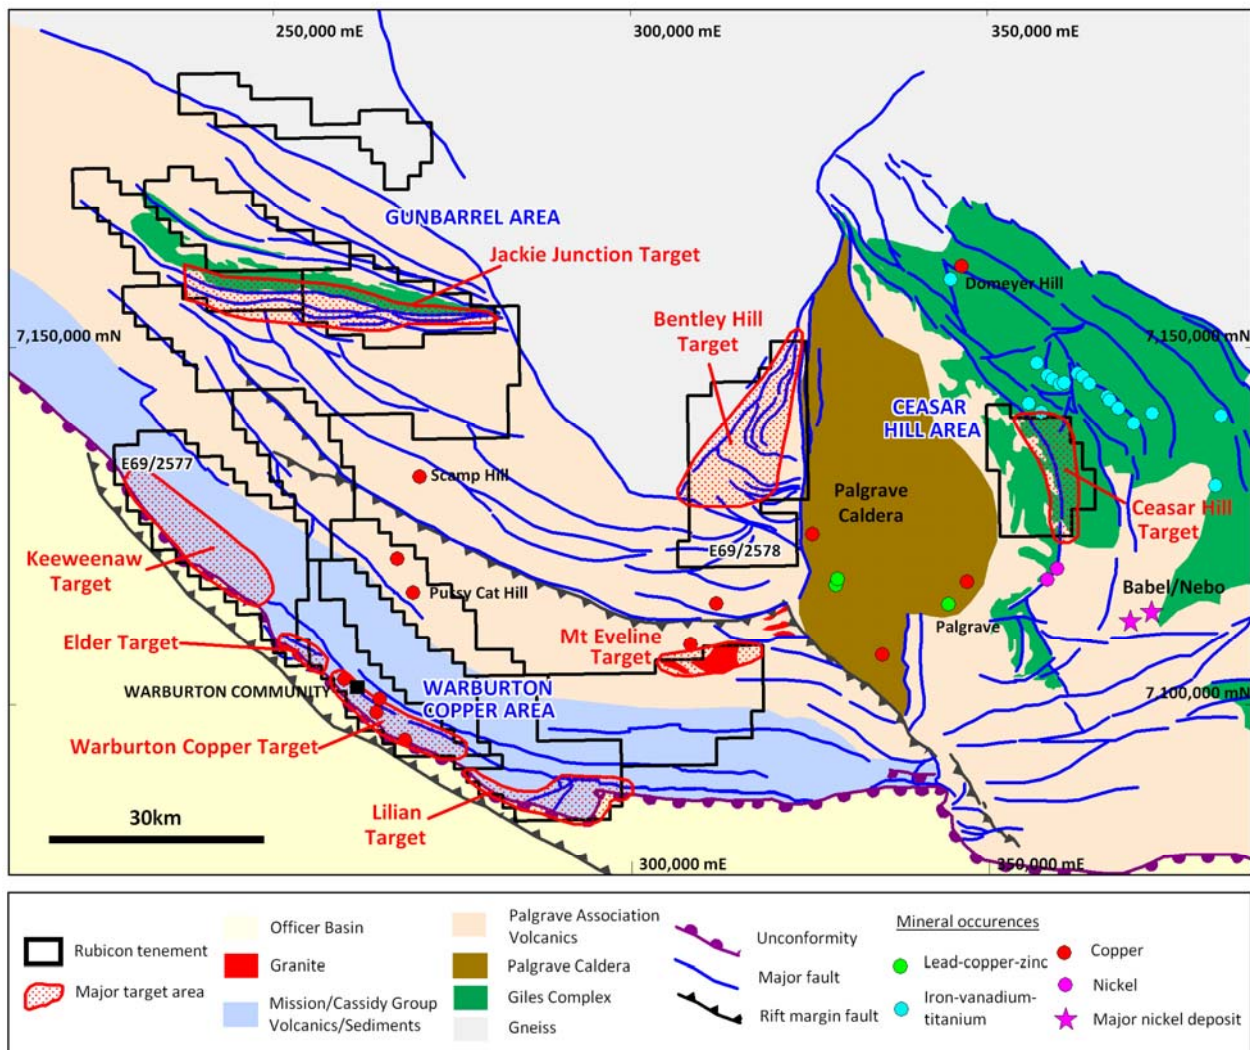 250,000 mE
300,000 mE
350,000 mE
GUNBARREL AREA
Jackie Junction Target
Domeyer Hill
Bentley Hill
Target
7,150,000 mN
7,150,000 mN
CEASAR
HILL AREA
E69/2577
Scamp Hill
Palgrave
Caldera
Ceasar Hill
Target
E69/2578
Keeweenaw
Target
Pussy Cat Hill
Babel/Nebo
Palgrave
Elder Target
Mt Eveline
Target
WARBURTON COMMUNITY
WARBURTON
COPPER AREA
7,100,000 mN
Warburton Copper Target
Lilian
Target
30km
300,000 mE
350,000 mE
Rubicon tenement
Major target area
Officer Basin
Granite
Mission/Cassidy Group
Volcanics/Sediments
Palgrave Association
Volcanics
Palgrave Caldera
Giles Complex
Gneiss
Unconformity
Major fault
Rift margin fault
Mineral occurences
Lead-copper-zinc
Iron-vanadium-
titanium
Copper
Nickel
Major nickel deposit